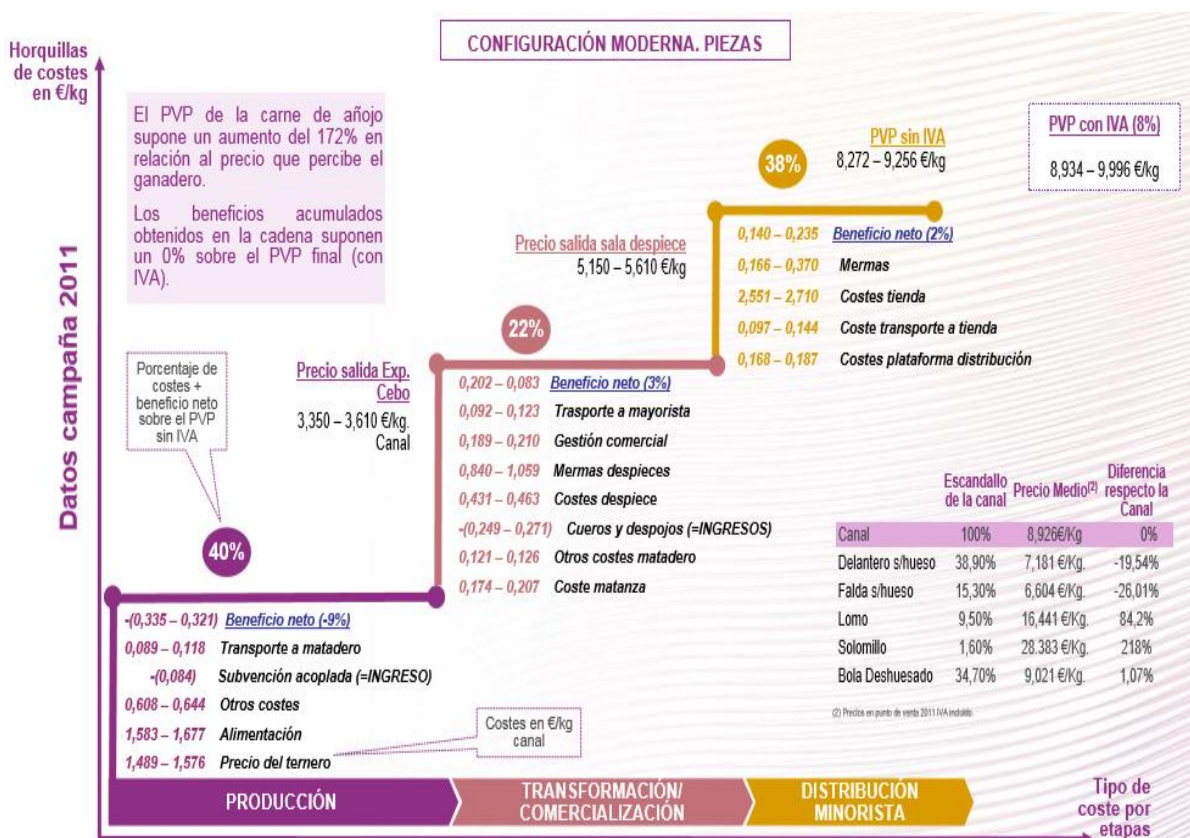 CONFIGURACIÓN MODERNA. PIEZAS
Horquillas
de costes
en €/kg
Datos campaña 2011
El PVP de la carne de añojo
supone un aumento del 172% en
relación al precio que percibe el
ganadero.
Los beneficios acumulados
obtenidos en la cadena suponen
un 0% sobre el PVP final (con
IVA).
Porcentaje de
costes +
beneficio neto
sobre el PVP
sin IVA
40%
Precio salida Exp.
Cebo
3,350 – 3,610 €/kg.
Canal
-(0,335 – 0,321) Beneficio neto (-9%)
0,089 – 0,118 Transporte a matadero
-(0,084) Subvención acoplada (=INGRESO)
0,608 – 0,644 Otros costes
1,583 – 1,677 Alimentación
1,489 – 1,576 Precio del ternero
Costes en €/kg
canal
22%
Precio salida sala despiece
5,150 – 5,610 €/kg
0,202 – 0,083 Beneficio neto (3%)
0,092 – 0,123 Trasporte a mayorista
0,189 – 0,210 Gestión comercial
0,840 – 1,059 Mermas despieces
0,431 – 0,463 Costes despiece
-(0,249 – 0,271) Cueros y despojos (=INGRESOS)
0,121 – 0,126 Otros costes matadero
0,174 – 0,207 Coste matanza
38%
PVP sin IVA
8,272 – 9,256 €/kg
PVP con IVA (8%)
8,934 – 9,996 €/kg
0,140 – 0,235 Beneficio neto (2%)
0,166 – 0,370 Mermas
2,551 – 2,710 Costes tienda
0,097 – 0,144 Coste transporte a tienda
0,168 – 0,187 Costes plataforma distribución
Escandallo de la canal Precio Medio(2) Diferencia respecto la Canal
Canal 100% 8,926€/Kg 0%
Delantero s/hueso 38,90% 7,181 €/Kg. -19,54%
Falda s/hueso 15,30% 6,604 €/Kg. -26,01%
Lomo 9,50% 16,441 €/Kg. 84,2%
Solomillo 1,60% 28.383 €/Kg. 218%
Bola Deshuesado 34,70% 9,021 €/Kg. 1,07%
(2) Precios en punto de venta 2011 IVA incluido.
PRODUCCIÓN
TRANSFORMACIÓN/
COMERCIALIZACIÓN
DISTRIBUCIÓN
MINORISTA
Tipo de
coste por
etapas